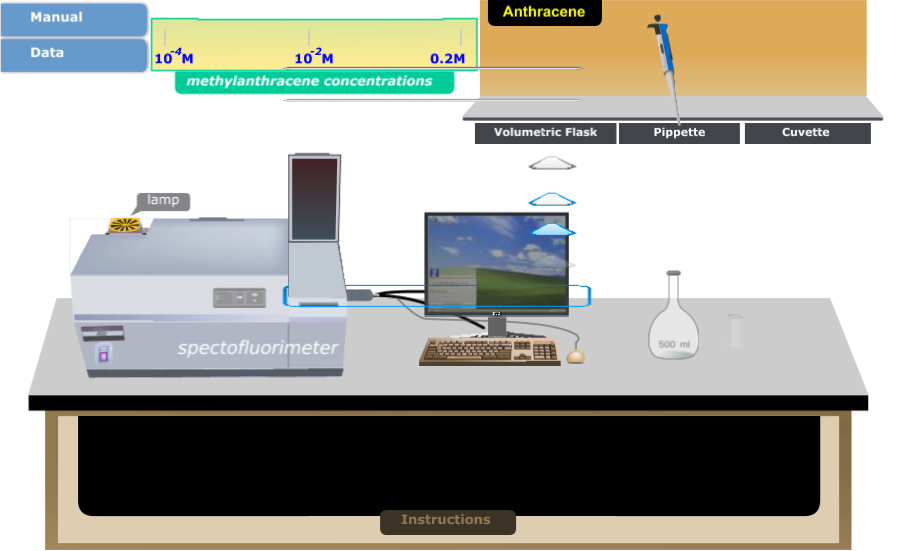 Manual
Data
10⁻⁴M 10⁻²M 0.2M
methylanthracene concentrations
Anthracene
Volumetric Flask Pippette Cuvette
lamp
spectofluorimeter
500 ml
Instructions